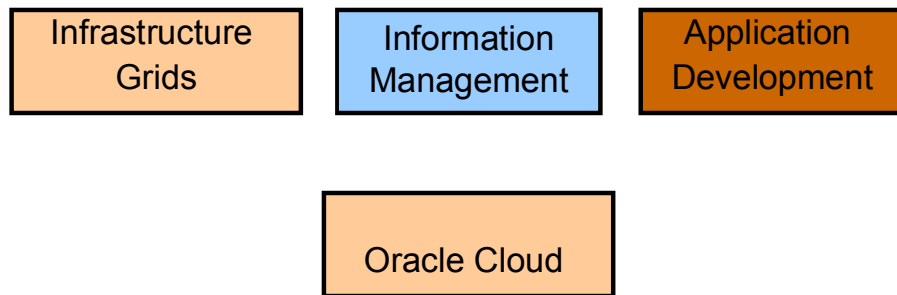 Infrastructure
Grids
Information
Management
Application
Development
Oracle Cloud